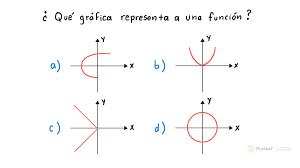 ¿ Qué gráfica representa a una función ?
Y
Y
a)
X
b)
X
Y
Y
c)
X
d)
X